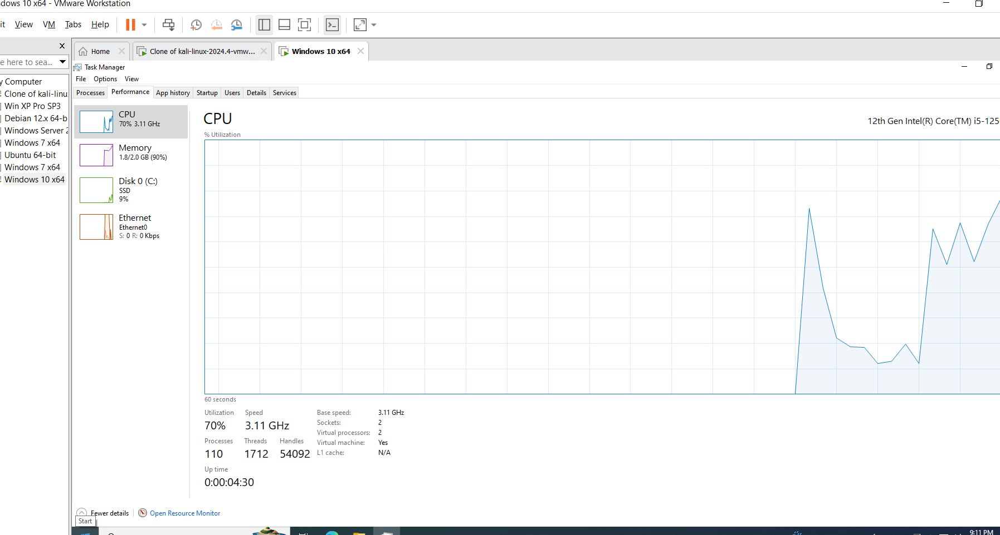 dows 10 x64 - VMware Workstation
it View VM Tabs Help
Home Clone of kali-linux-2024.4-vmw... Windows 10 x64
e here to sea...
y Computer
Clone of kali-linu
Win XP Pro SP3
Debian 12.x 64-b
Windows Server 2
Windows 7 x64
Ubuntu 64-bit
Windows 7 x64
Windows 10 x64
Task Manager
File Options View
Processes Performance App history Startup Users Details Services
CPU
70% 3.11 GHz
Memory
1.8/2.0 GB (90%)
Disk 0 (C:)
SSD
9%
Ethernet
Ethernet0
S: 0 R: 0 Kbps
CPU
12th Gen Intel(R) Core(TM) i5-125
% Utilization
60 seconds
Utilization Speed
70% 3.11 GHz
Processes Threads Handles
110 1712 54092
Up time
0:00:04:30
Base speed: 3.11 GHz
Sockets: 2
Virtual processors: 2
Virtual machine: Yes
L1 cache: N/A
Fewer details Open Resource Monitor
Start
9:11 PM